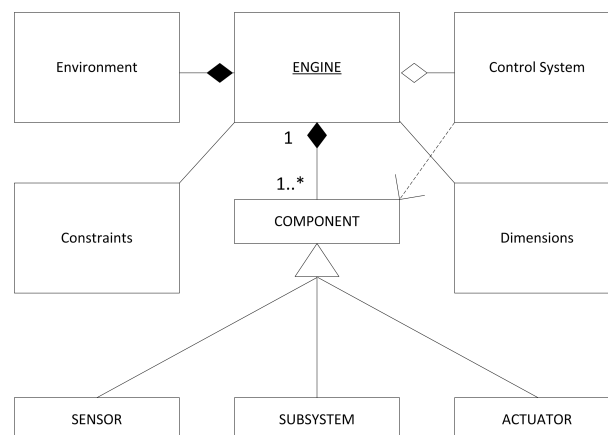 Environment
ENGINE
Control System
1
1..*
COMPONENT
Constraints
Dimensions
SENSOR
SUBSYSTEM
ACTUATOR